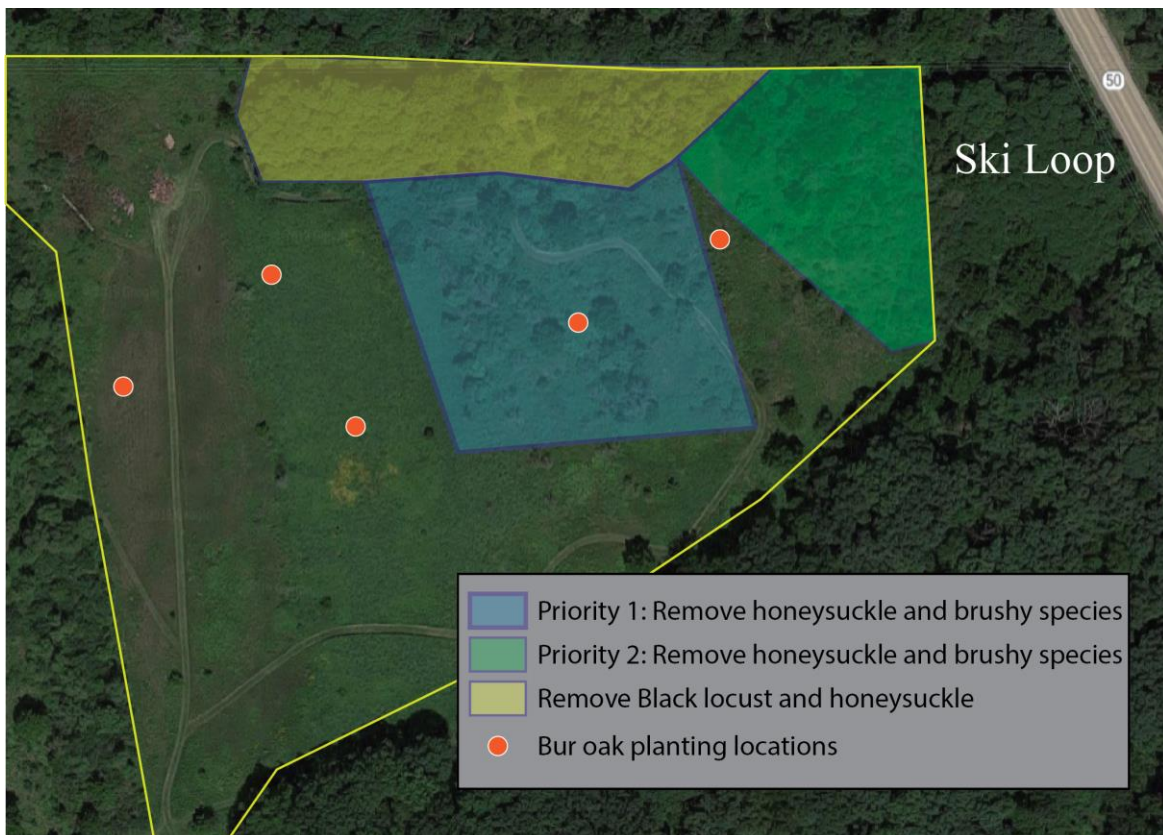 50
Ski Loop
Priority 1: Remove honeysuckle and brushy species
Priority 2: Remove honeysuckle and brushy species
Remove Black locust and honeysuckle
Bur oak planting locations